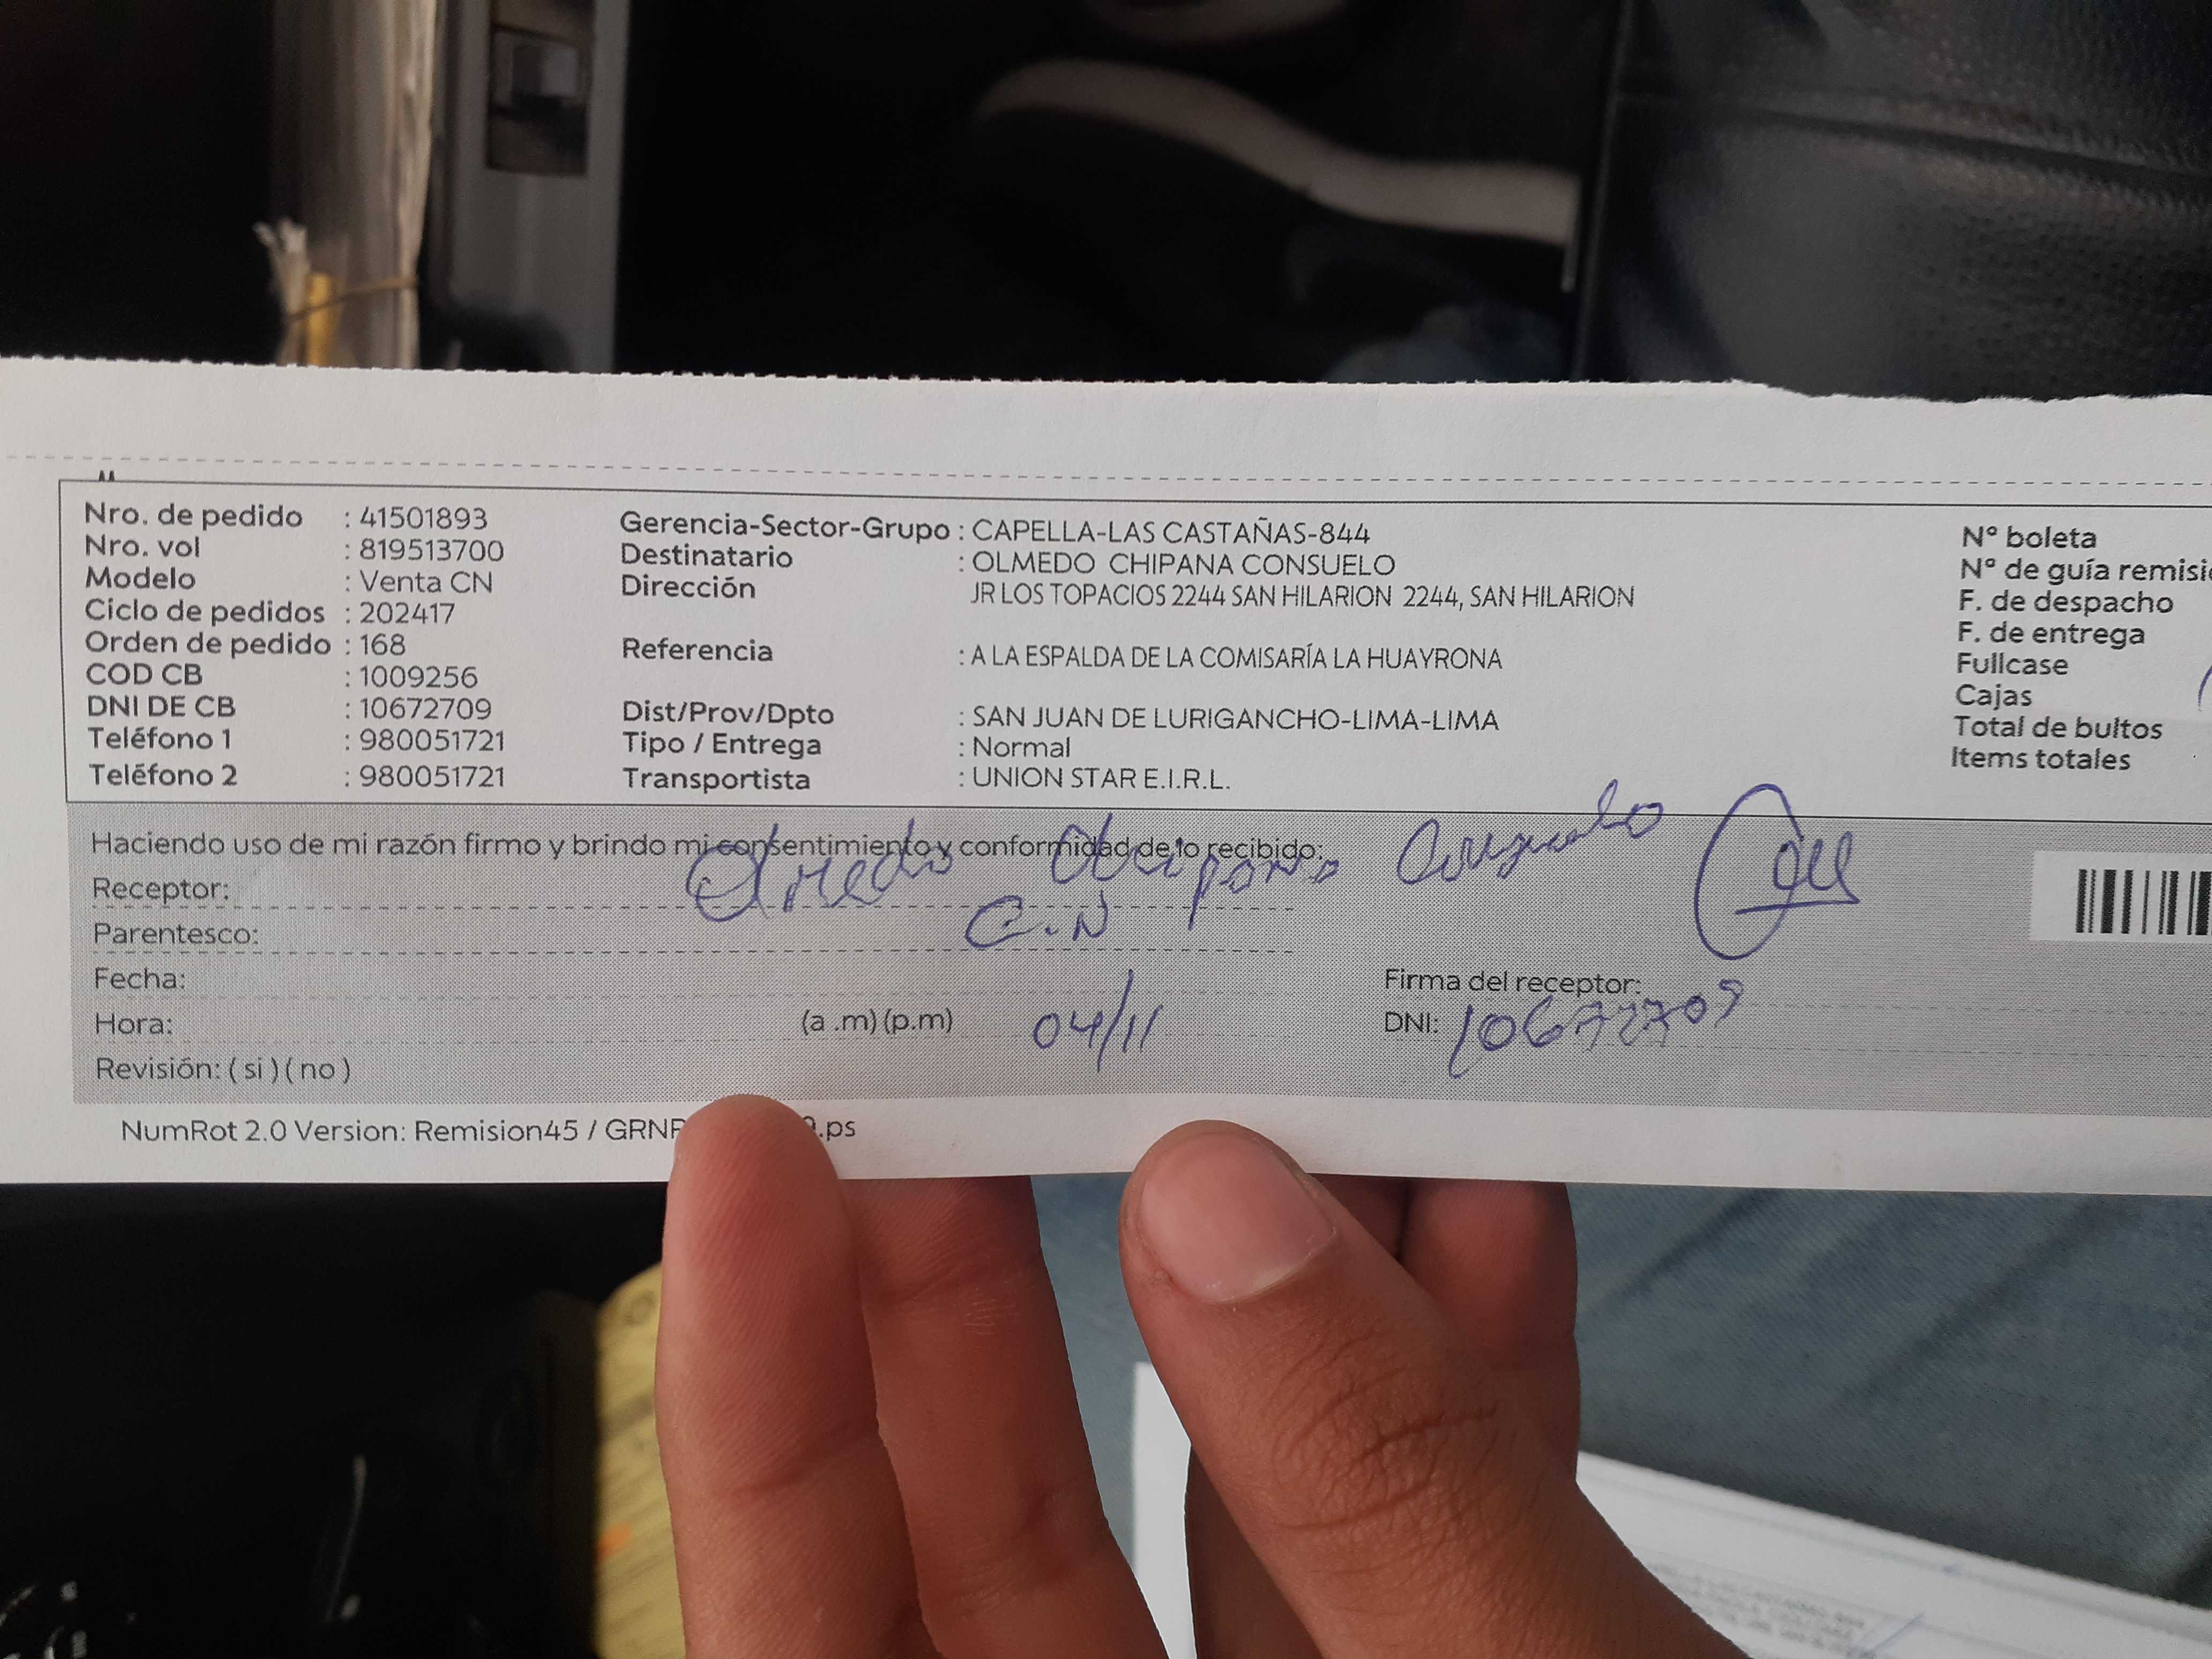 Nro. de pedido : 41501893
Nro. vol : 819513700
Modelo : Venta CN
Ciclo de pedidos : 202417
Orden de pedido : 168
COD CB : 1009256
DNI DE CB : 10672709
Teléfono 1 : 980051721
Teléfono 2 : 980051721
Gerencia-Sector-Grupo : CAPELLA-LAS CASTAÑAS-844
Destinatario : OLMEDO CHIPANA CONSUELO
Dirección JR LOS TOPACIOS 2244 SAN HILARION 2244, SAN HILARION
Referencia : A LA ESPALDA DE LA COMISARÍA LA HUAYRONA
Dist/Prov/Dpto : SAN JUAN DE LURIGANCHO-LIMA-LIMA
Tipo / Entrega : Normal
Transportista : UNION STAR E.I.R.L.
N° boleta
N° de guía remisi
F. de despacho
F. de entrega
Fullcase
Cajas
Total de bultos
Items totales
Haciendo uso de mi razón firmo y brindo mi consentimiento y conformidad de lo recibido:
Receptor: Olmedo Chipana Consuelo
Parentesco: C.N
Fecha:
Hora: (a .m) (p.m) 04/11
Revisión: ( si ) ( no )
Firma del receptor:
DNI: 10672709
NumRot 2.0 Version: Remision45 / GRNP .ps